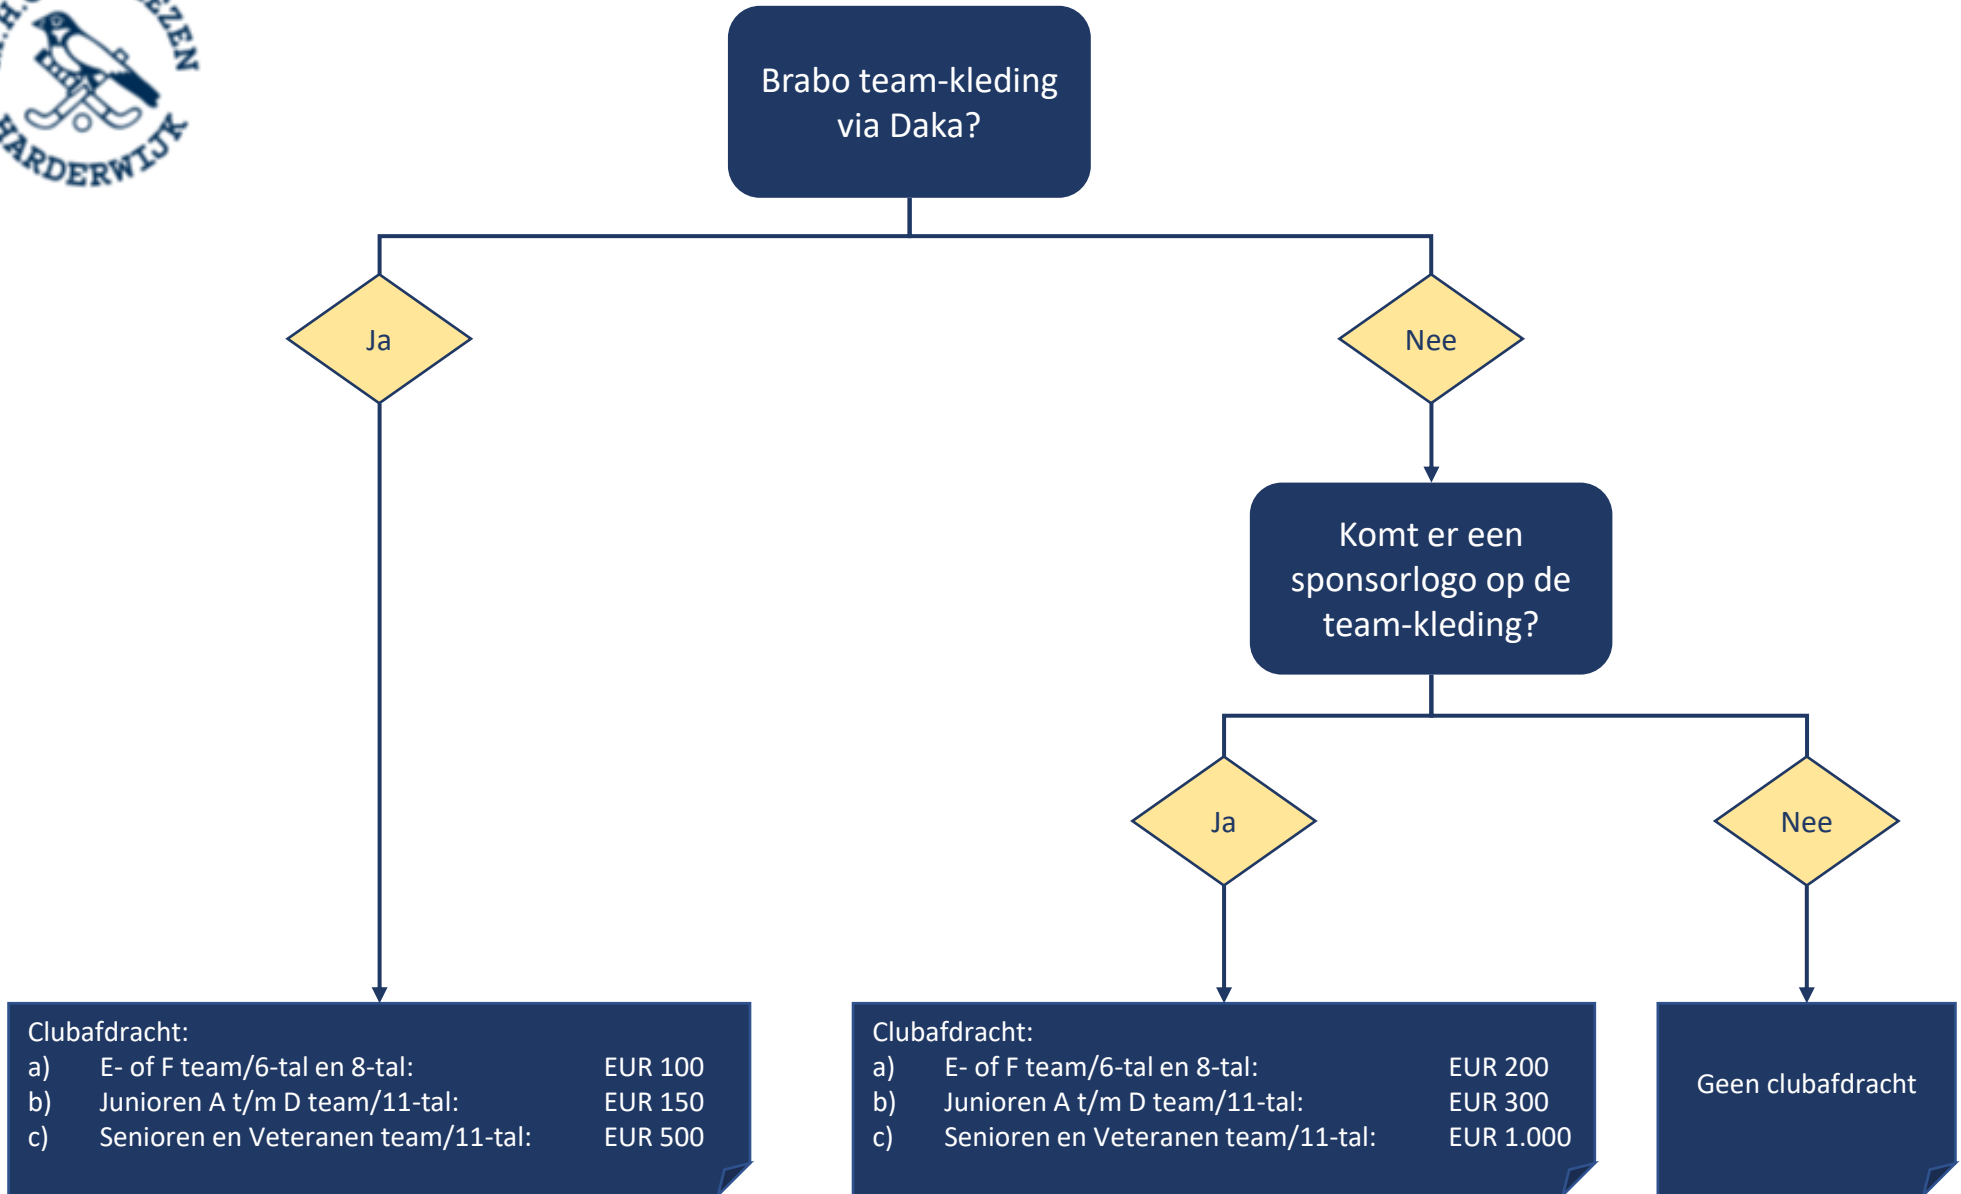 HARDERWIJK
Brabo team-kleding
via Daka?
Ja
Nee
Komt er een
sponsorlogo op de
team-kleding?
Ja
Nee
Clubafdracht:
a) E- of F team/6-tal en 8-tal: EUR 100
b) Junioren A t/m D team/11-tal: EUR 150
c) Senioren en Veteranen team/11-tal: EUR 500
Clubafdracht:
a) E- of F team/6-tal en 8-tal: EUR 200
b) Junioren A t/m D team/11-tal: EUR 300
c) Senioren en Veteranen team/11-tal: EUR 1.000
Geen clubafdracht